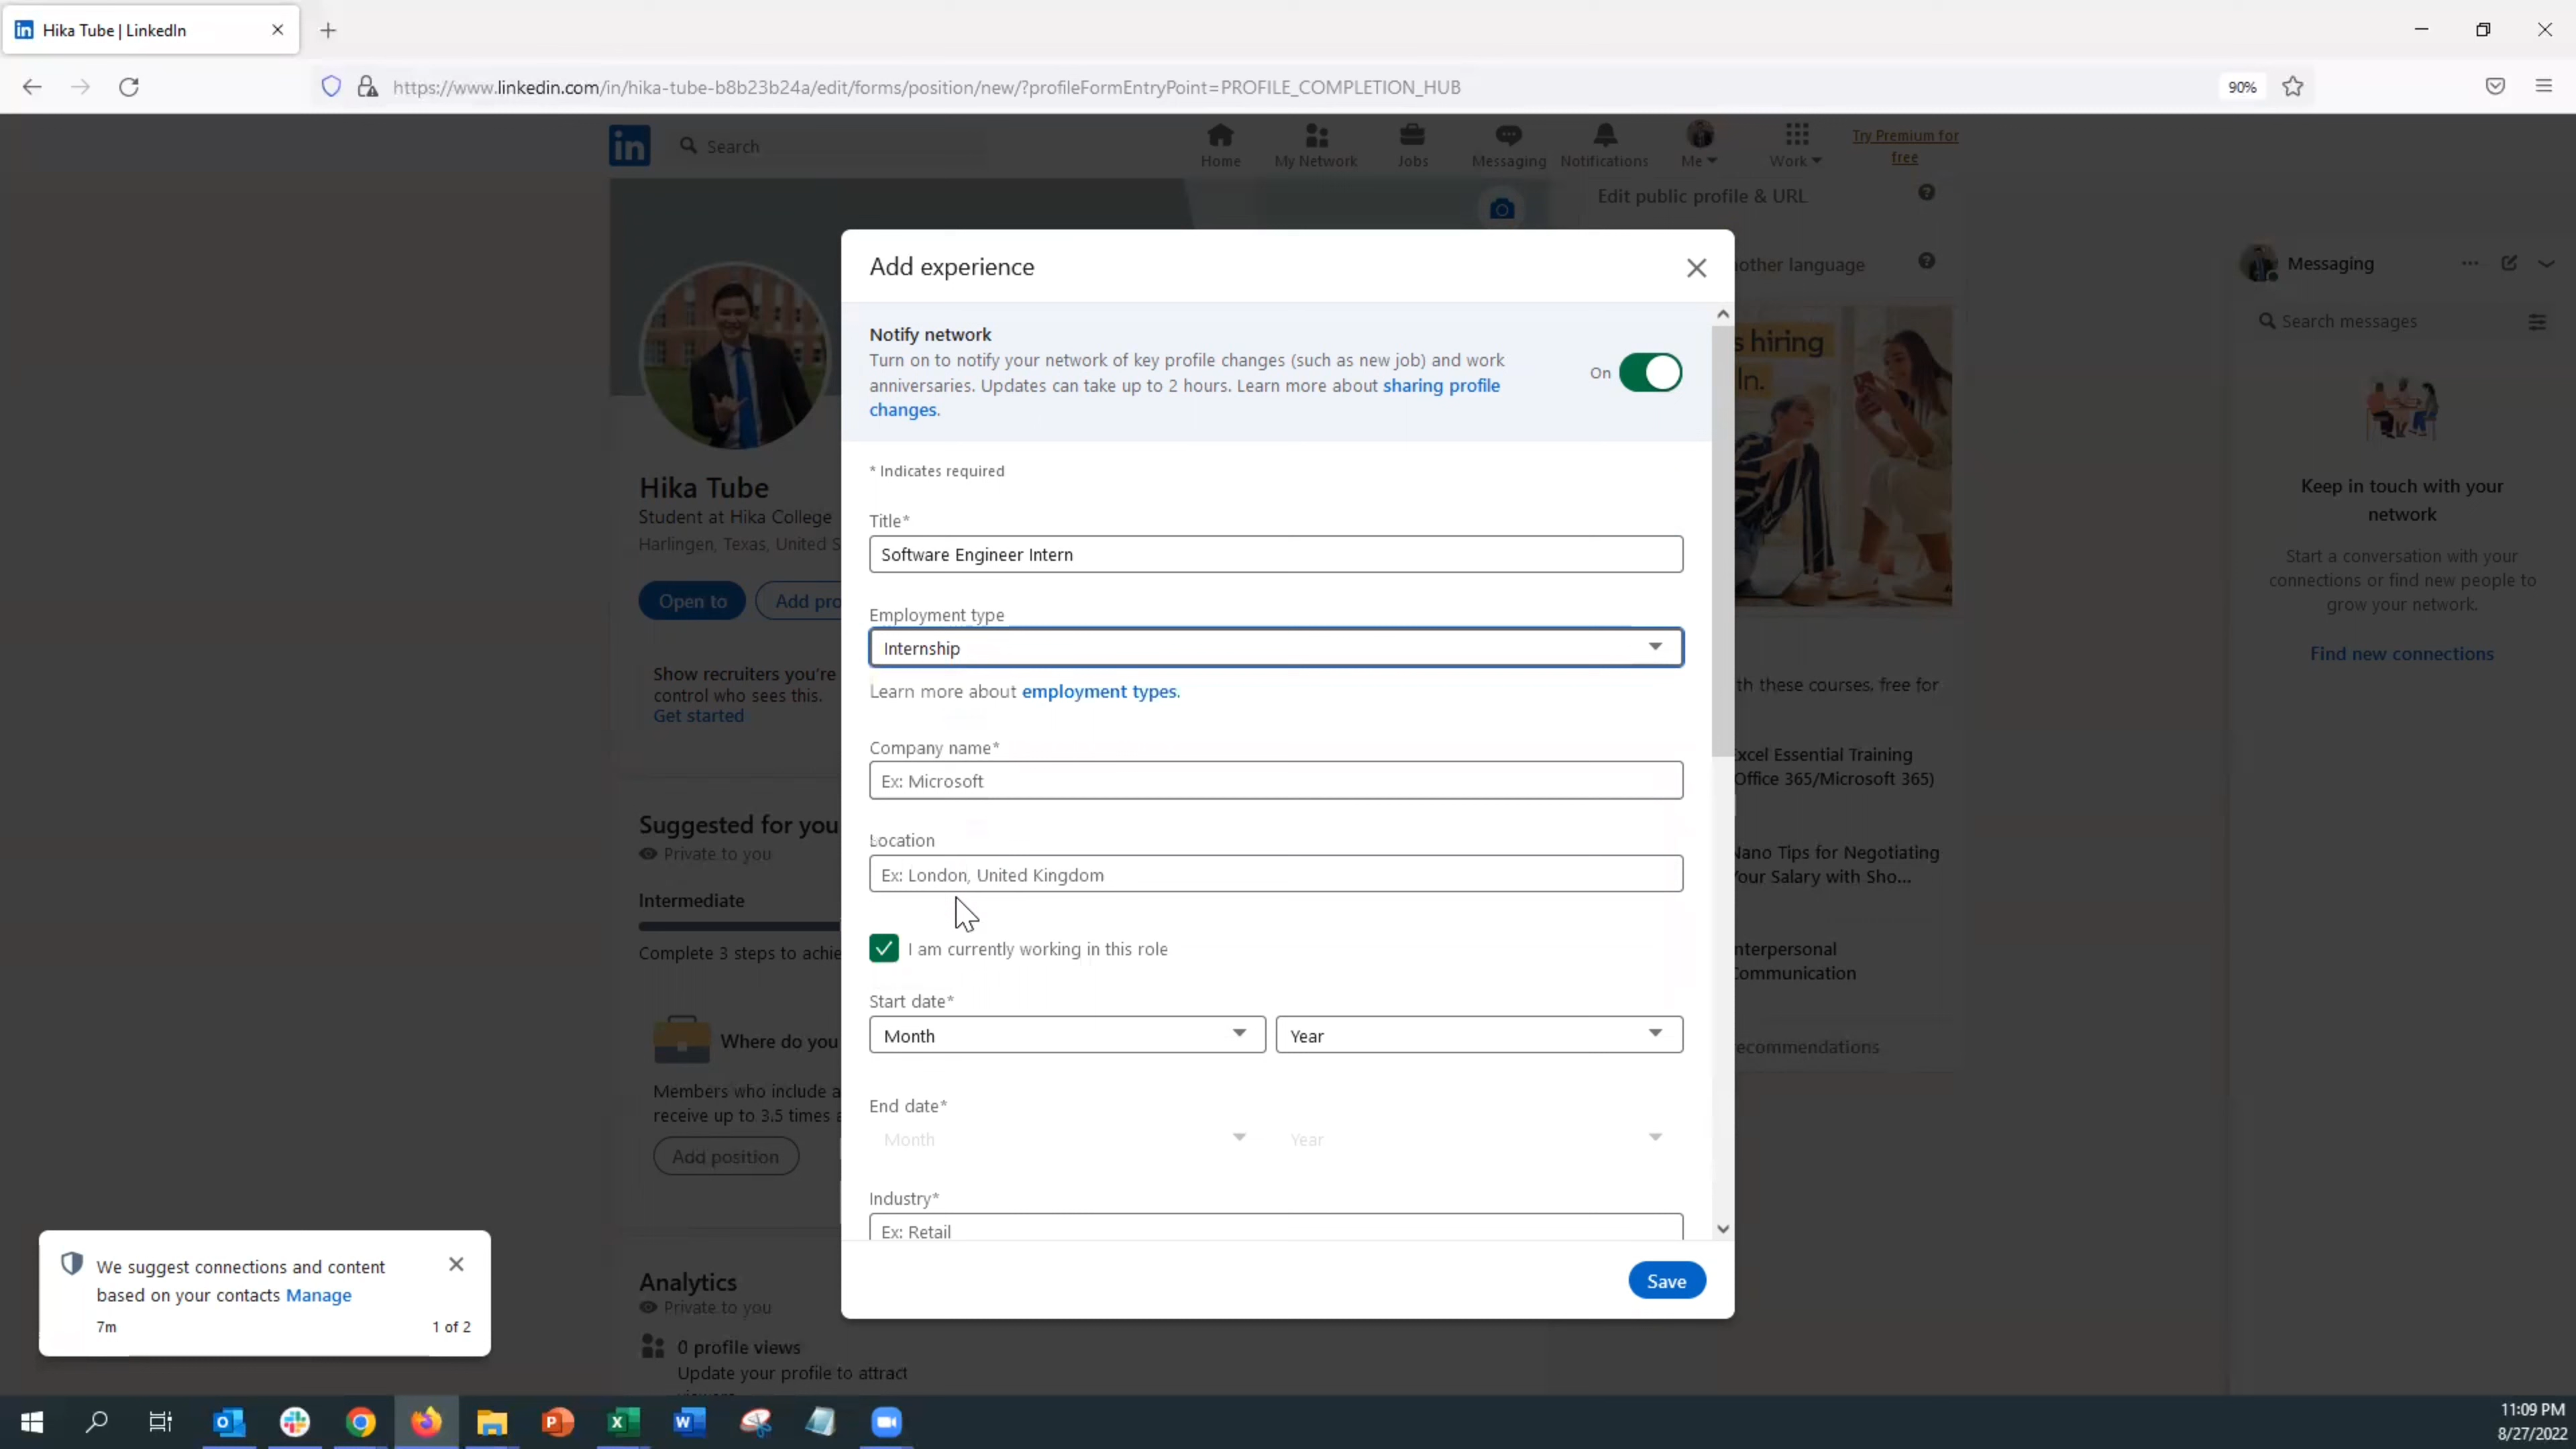 Hika Tube | LinkedIn
https://www.linkedin.com/in/hika-tube-b8b23b24a/edit/forms/position/new/?profileFormEntryPoint=PROFILE_COMPLETION_HUB
90%
in
Search
Home
My Network
Jobs
Messaging
Notifications
Me
Work
Try Premium for
free
Edit public profile & URL
other language
s hiring
In.
Hika Tube
Student at Hika College
Harlingen, Texas, United S
Open to
Add pro
Show recruiters you're
control who sees this.
Get started
Suggested for you
Private to you
Intermediate
Complete 3 steps to achie
Where do you
Members who include a
receive up to 3.5 times a
Add position
Analytics
Private to you
0 profile views
Update your profile to attract
Add experience
Notify network
Turn on to notify your network of key profile changes (such as new job) and work
anniversaries. Updates can take up to 2 hours. Learn more about sharing profile
changes.
On
* Indicates required
Title*
Software Engineer Intern
Employment type
Internship
Learn more about employment types.
Company name*
Ex: Microsoft
Location
Ex: London, United Kingdom
I am currently working in this role
Start date*
Month
Year
End date*
Month
Year
Industry*
Ex: Retail
Save
th these courses, free for
Excel Essential Training
Office 365/Microsoft 365)
Nano Tips for Negotiating
Your Salary with Sho...
nterpersonal
Communication
ecommendations
Messaging
Search messages
Keep in touch with your
network
Start a conversation with your
connections or find new people to
grow your network.
Find new connections
We suggest connections and content
based on your contacts Manage
7m
1 of 2
11:09 PM
8/27/2022